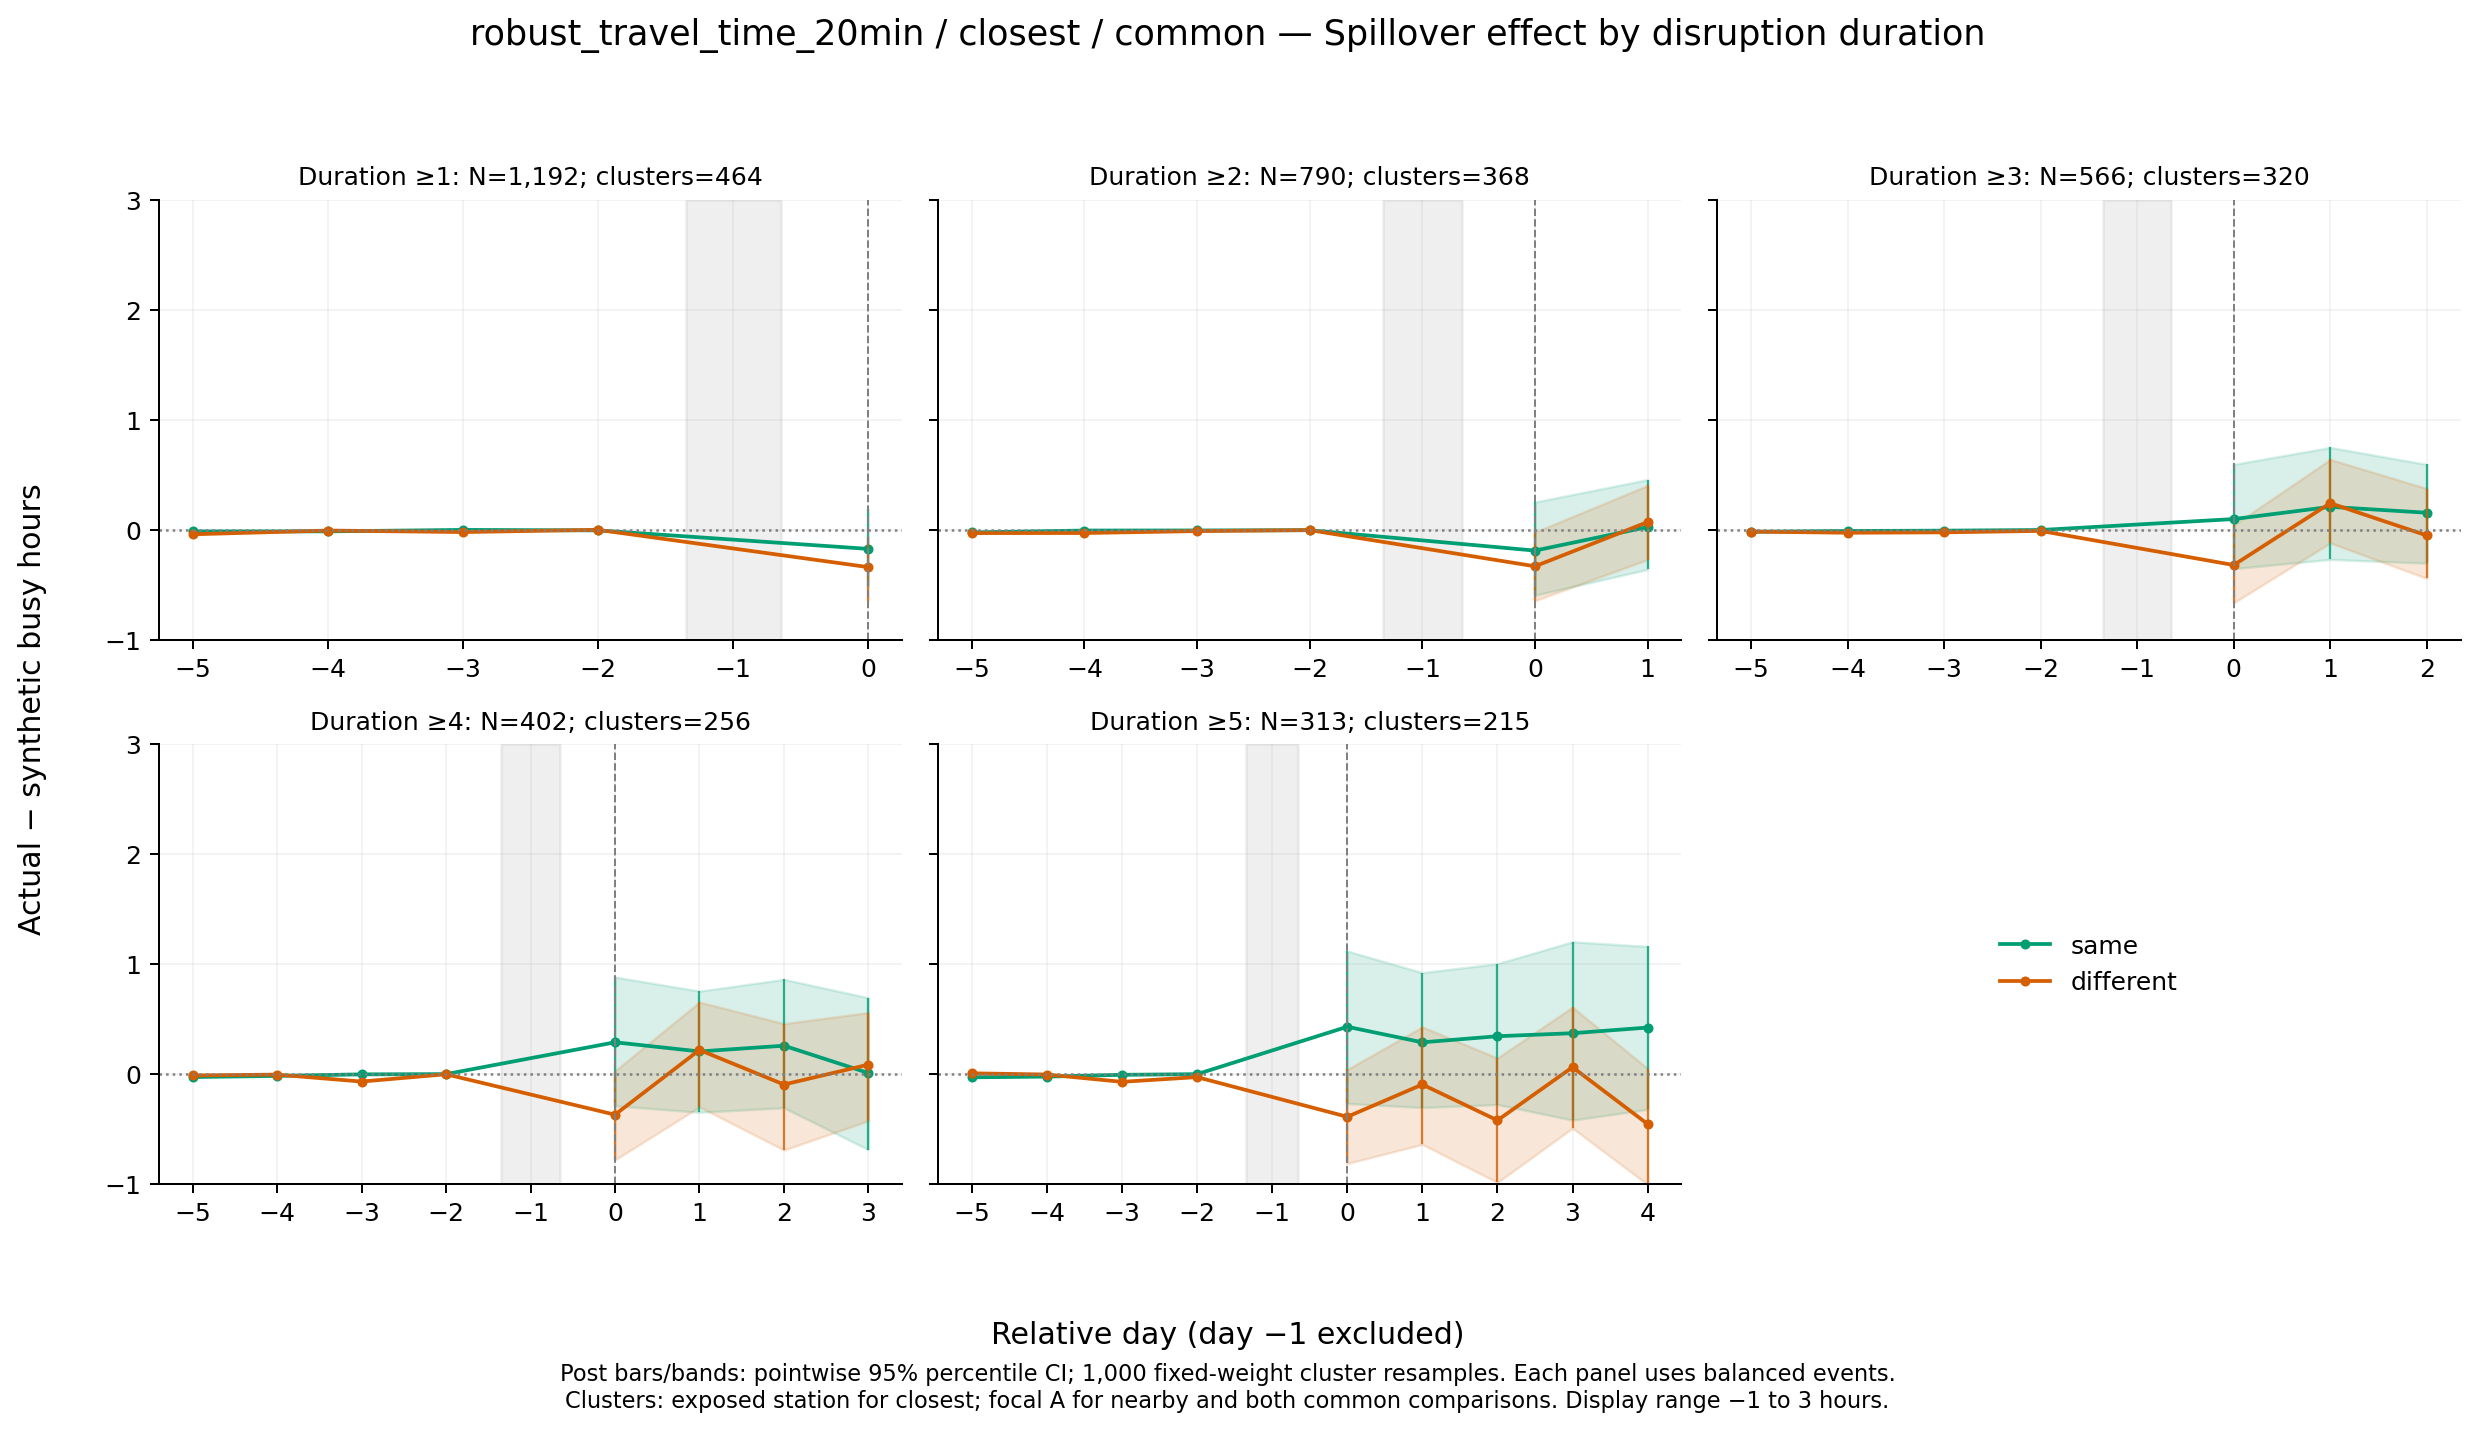 robust_travel_time_20min / closest / common — Spillover effect by disruption duration
Duration ≥1: N=1,192; clusters=464
Duration ≥2: N=790; clusters=368
Duration ≥3: N=566; clusters=320
3
2
1
0
−1
−5 −4 −3 −2 −1 0
−5 −4 −3 −2 −1 0 1
−5 −4 −3 −2 −1 0 1 2
Actual − synthetic busy hours
Duration ≥4: N=402; clusters=256
Duration ≥5: N=313; clusters=215
3
2
1
0
−1
−5 −4 −3 −2 −1 0 1 2 3
−5 −4 −3 −2 −1 0 1 2 3 4
same
different
Relative day (day −1 excluded)
Post bars/bands: pointwise 95% percentile CI; 1,000 fixed-weight cluster resamples. Each panel uses balanced events.
Clusters: exposed station for closest; focal A for nearby and both common comparisons. Display range −1 to 3 hours.